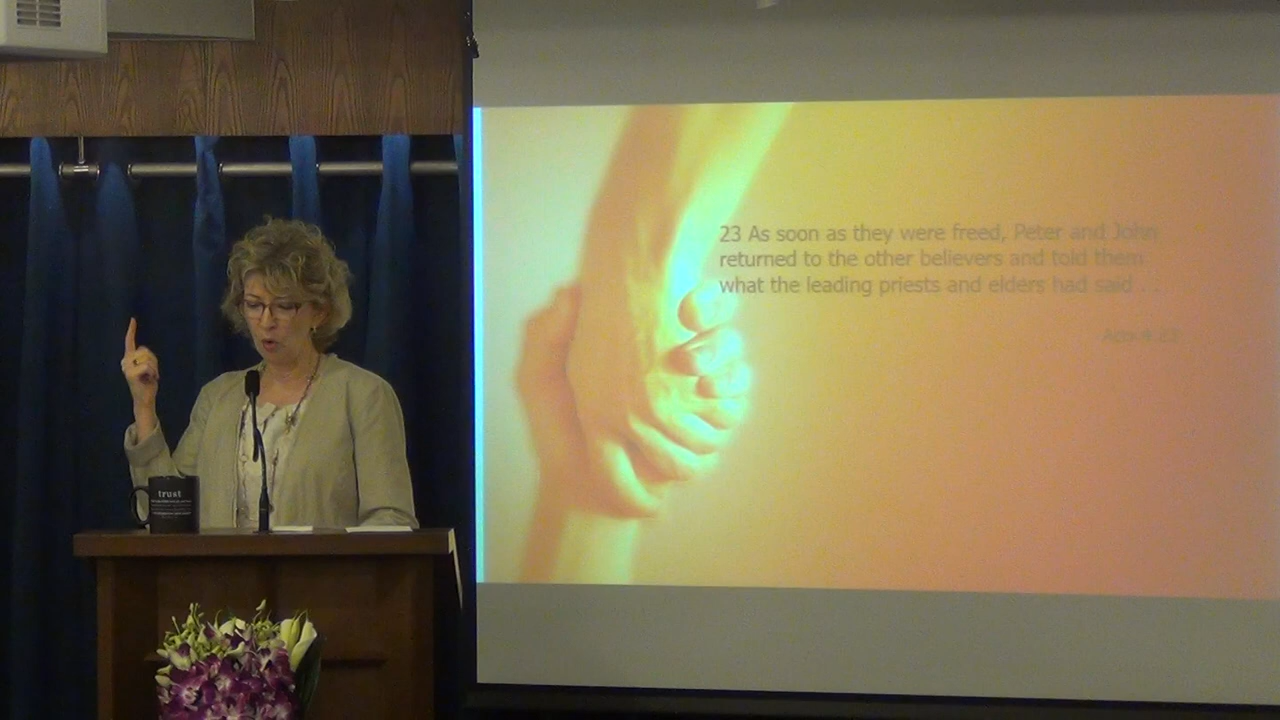 trust
23 As soon as they were freed, Peter and John
returned to the other believers and told them
what the leading priests and elders had said . .